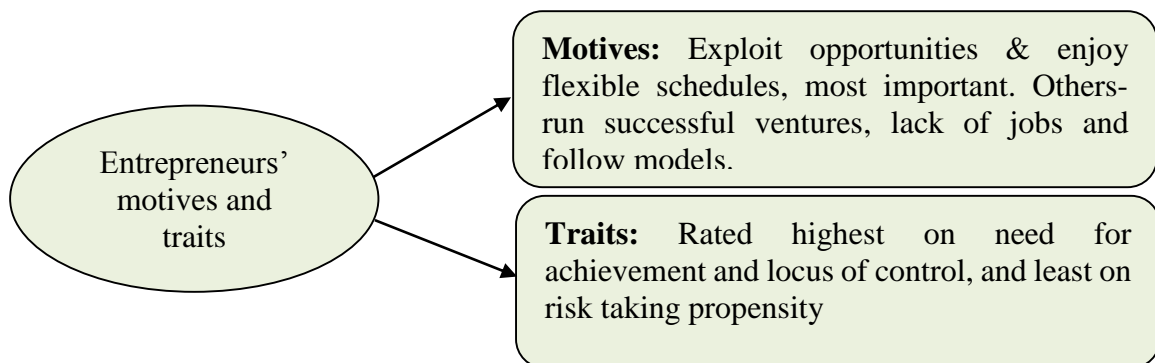 Entrepreneurs’
motives and
traits
Motives: Exploit opportunities & enjoy
flexible schedules, most important. Others-
run successful ventures, lack of jobs and
follow models.
Traits: Rated highest on need for
achievement and locus of control, and least on
risk taking propensity